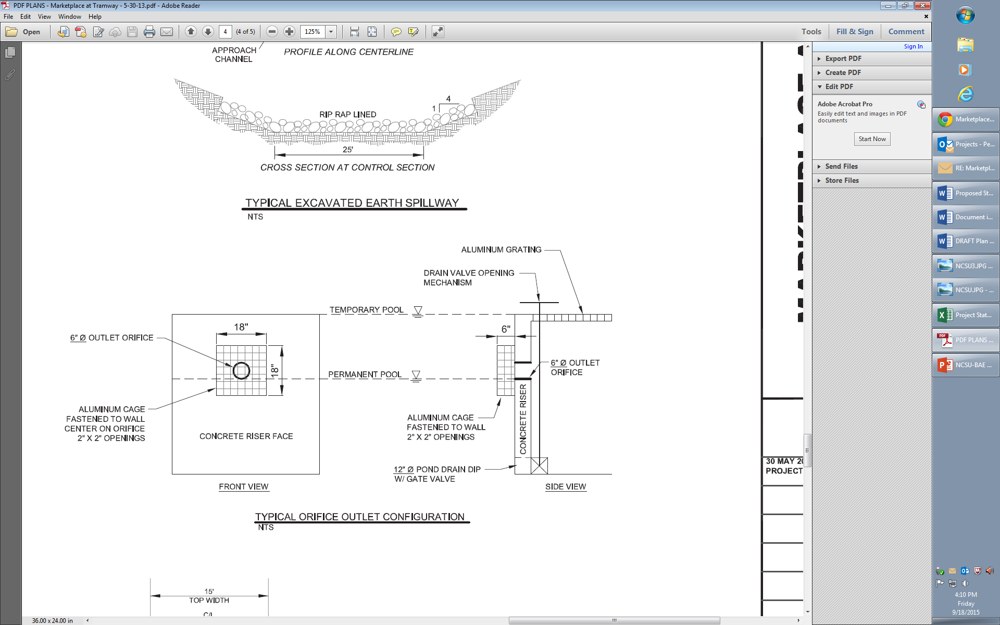 PDF PLANS - Marketplace at Tramway - 5-30-13.pdf - Adobe Reader
File Edit View Window Help
Open
4 (4 of 5)
125%
Tools Fill & Sign Comment
Sign In
Export PDF
Create PDF
Edit PDF
Adobe Acrobat Pro
Easily edit text and images in PDF
documents
Start Now
Send Files
Store Files
APPROACH
CHANNEL
PROFILE ALONG CENTERLINE
4
1
RIP RAP LINED
25'
CROSS SECTION AT CONTROL SECTION
TYPICAL EXCAVATED EARTH SPILLWAY
NTS
ALUMINUM GRATING
DRAIN VALVE OPENING
MECHANISM
TEMPORARY POOL
18"
6"
6" Ø OUTLET ORIFICE
18"
6" Ø OUTLET
ORIFICE
PERMANENT POOL
ALUMINUM CAGE
FASTENED TO WALL
CENTER ON ORIFICE
2" X 2" OPENINGS
CONCRETE RISER FACE
ALUMINUM CAGE
FASTENED TO WALL
2" X 2" OPENINGS
CONCRETE RISER
12" Ø POND DRAIN DIP
W/ GATE VALVE
FRONT VIEW
SIDE VIEW
TYPICAL ORIFICE OUTLET CONFIGURATION
NTS
15'
TOP WIDTH
C/L
30 MAY 20
PROJECT
36.00 x 24.00 in
Marketplace...
Projects - Pe...
RE: Marketpl...
Proposed St...
Document i...
DRAFT Plan ...
NCSU3.JPG ...
NCSU.JPG - ...
Project Stat...
PDF PLANS ...
NCSU-BAE ...
4:10 PM
Friday
9/18/2015